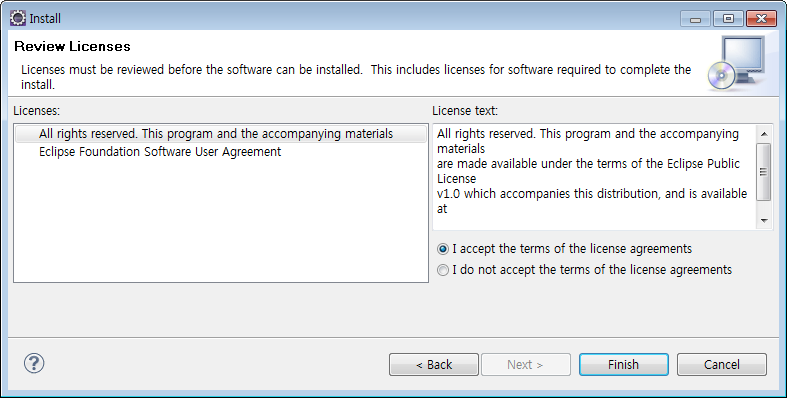 Install
Review Licenses
Licenses must be reviewed before the software can be installed.  This includes licenses for software required to complete the
install.
Licenses:
All rights reserved. This program and the accompanying materials
Eclipse Foundation Software User Agreement
License text:
All rights reserved. This program and the accompanying
materials
are made available under the terms of the Eclipse Public
License
v1.0 which accompanies this distribution, and is available
at
I accept the terms of the license agreements
I do not accept the terms of the license agreements
< Back
Next >
Finish
Cancel